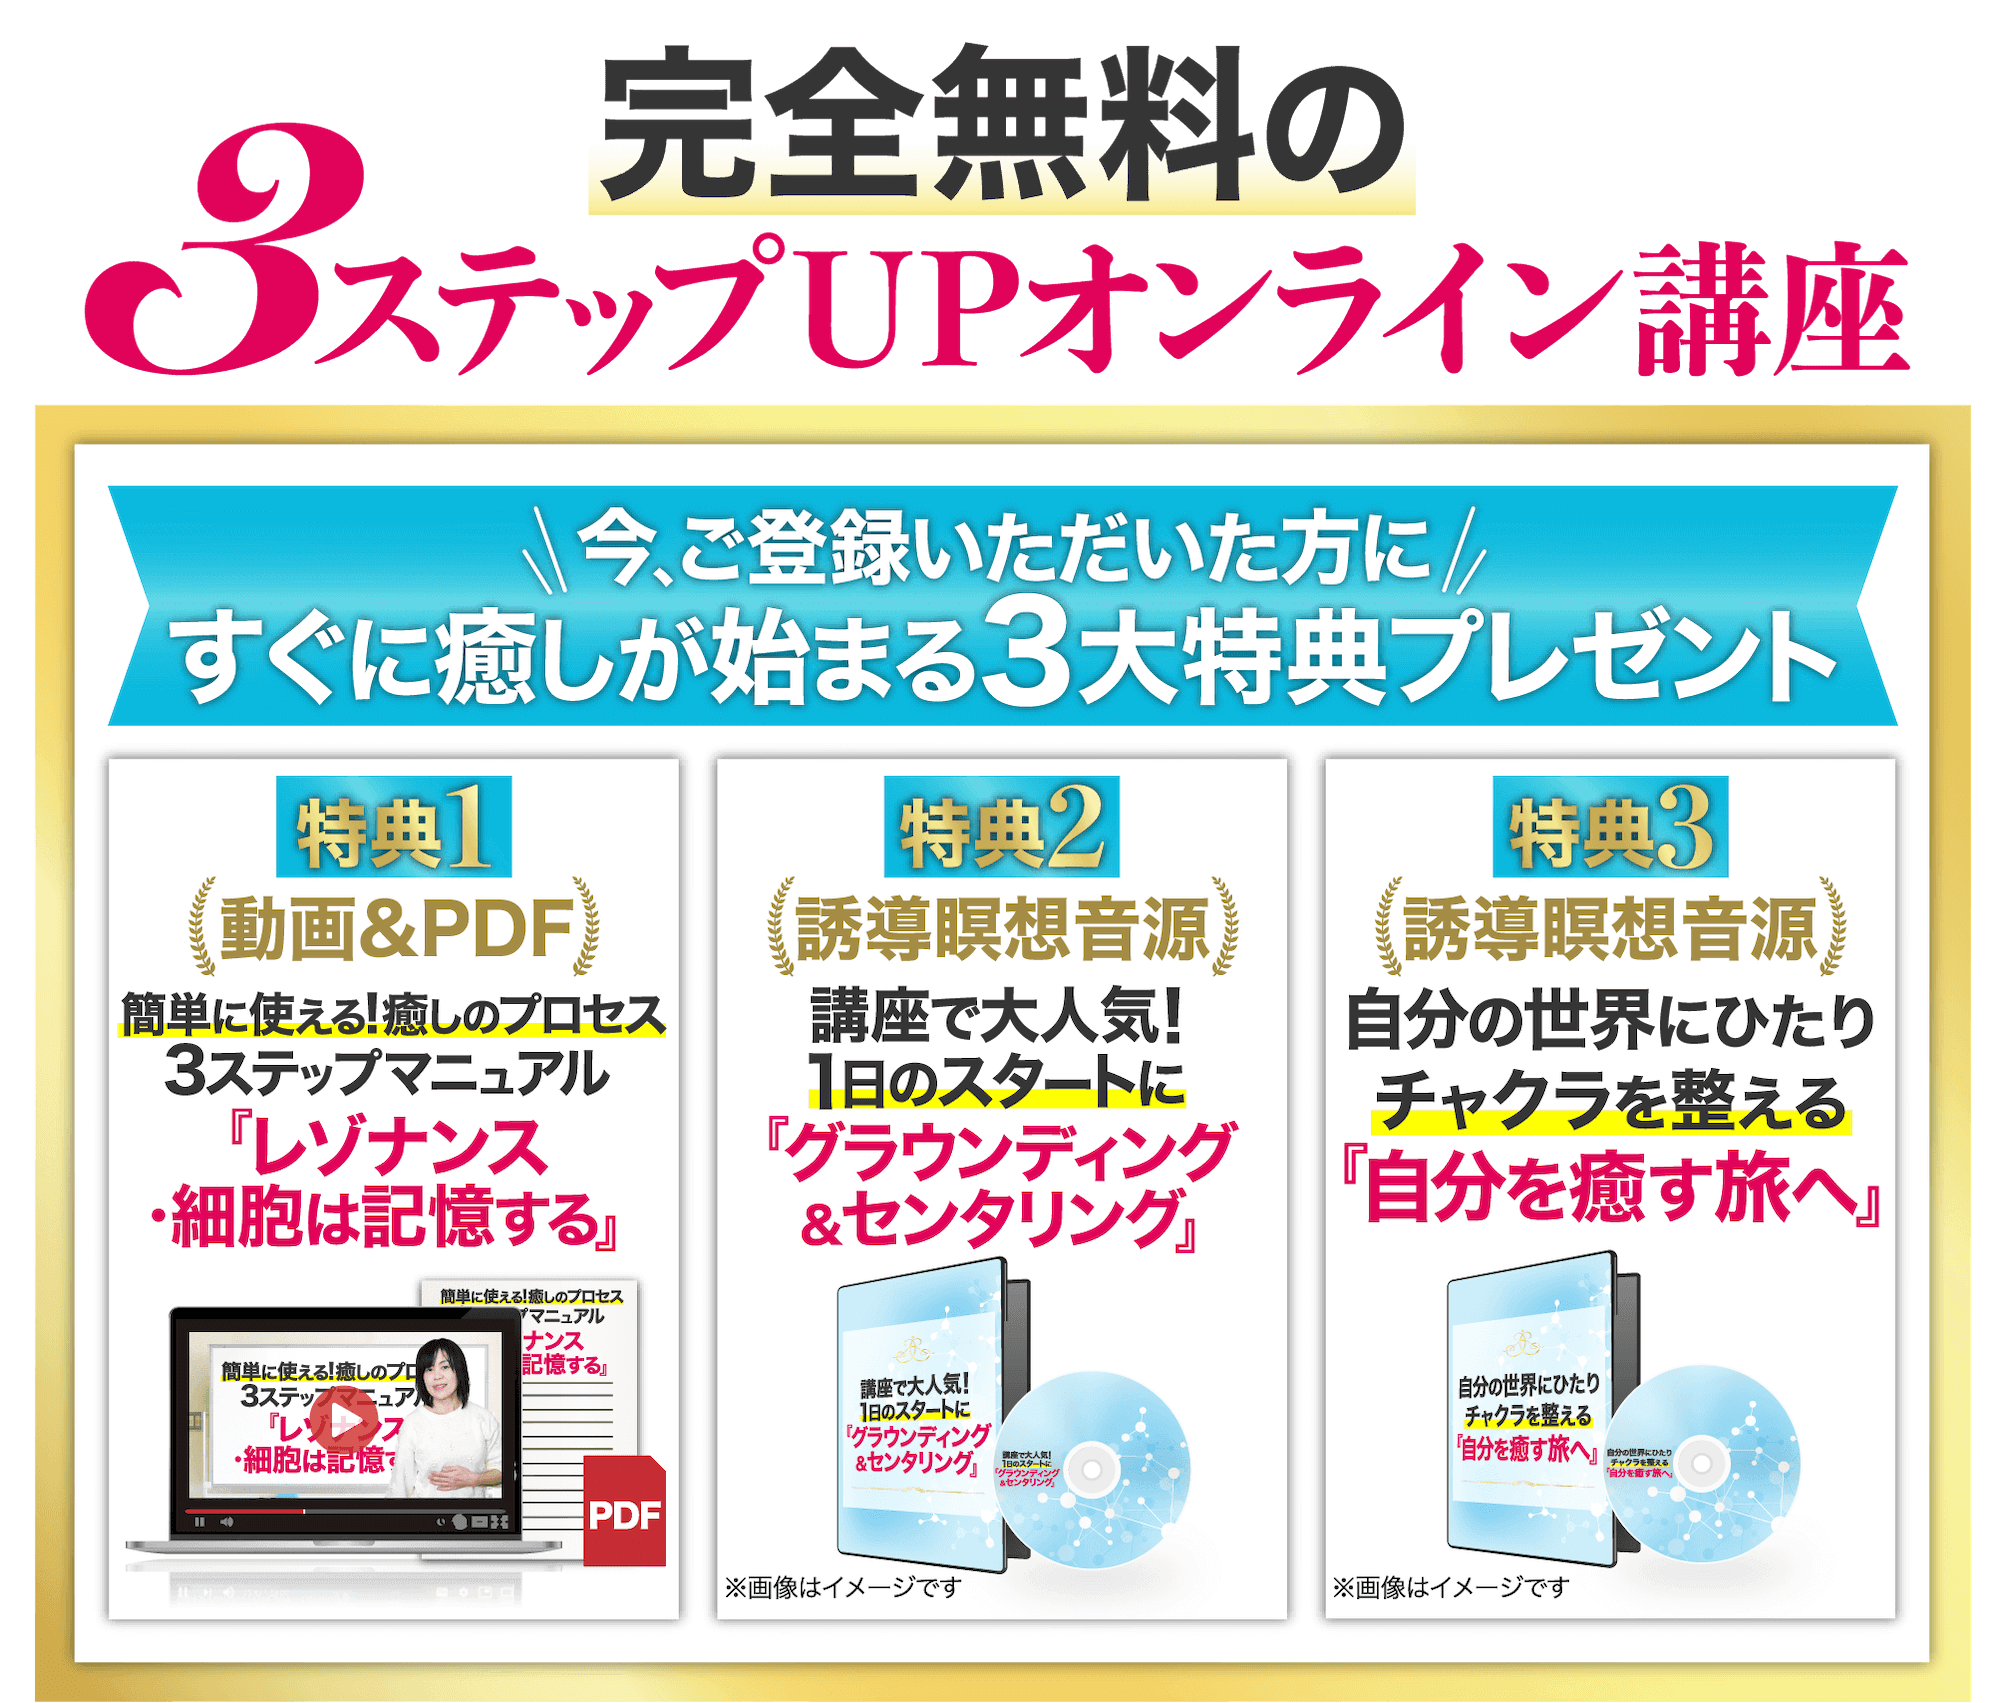 完全無料の
3ステップUPオンライン講座
今、ご登録いただいた方に
すぐに癒しが始まる3大特典プレゼント
特典1
動画&PDF
簡単に使える!癒しのプロセス
3ステップマニュアル
『レゾナンス
・細胞は記憶する』
簡単に使える!癒しのプロセス
プマニュアル
ナンス
記憶する』
簡単に使える!癒しのプロ
3ステップマニュアル
『レゾナンス
・細胞は記憶す
PDF
特典2
誘導瞑想音源
講座で大人気!
1日のスタートに
『グラウンディング
&センタリング』
講座で大人気!
1日のスタートに
『グラウンディング
&センタリング』
講座で大人気!
1日のスタートに
『グラウンディング
&センタリング』
※画像はイメージです
特典3
誘導瞑想音源
自分の世界にひたり
チャクラを整える
『自分を癒す旅へ』
自分の世界にひたり
チャクラを整える
『自分を癒す旅へ』
自分の世界にひたり
チャクラを整える
『自分を癒す旅へ』
※画像はイメージです